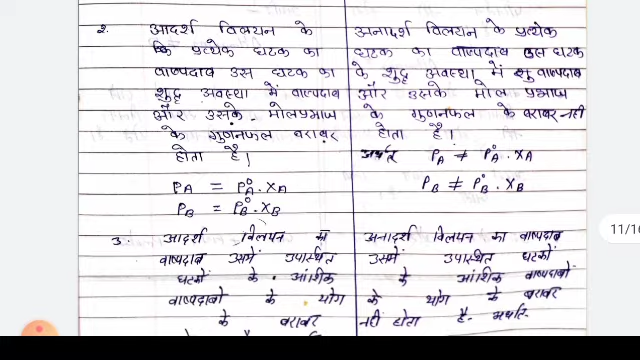 २. आदर्श विलयन के
कि प्रत्येक घटक का
वाष्पदाब उस घटक का
शुद्ध अवस्था में वाष्पदाब
और उसके मोलप्रभाज
के गुणनफल बराबर
होता है।
PA = P°A . XA
PB = P°B . XB
अनादर्श विलयन के प्रत्येक
घटक का वाष्पदाब उस घटक
के शुद्ध अवस्था में वाष्पदाब
और उसके मोल प्रभाज
के गुणनफल के बराबर नही
होता है।
अर्थात PA ≠ P°A . XA
PB ≠ P°B . XB
3. आदर्श विलयन का
वाष्पदाब उसमें उपास्थित
घटकों के आंशिक
वाष्पदाबो के योग
के बराबर
अनादर्श विलयन का वाष्पदाब
उसमें उपास्थित घटको
के आंशिक वाष्पदाबों
के योग के बराबर
नही होता है- अर्थात-
11/16